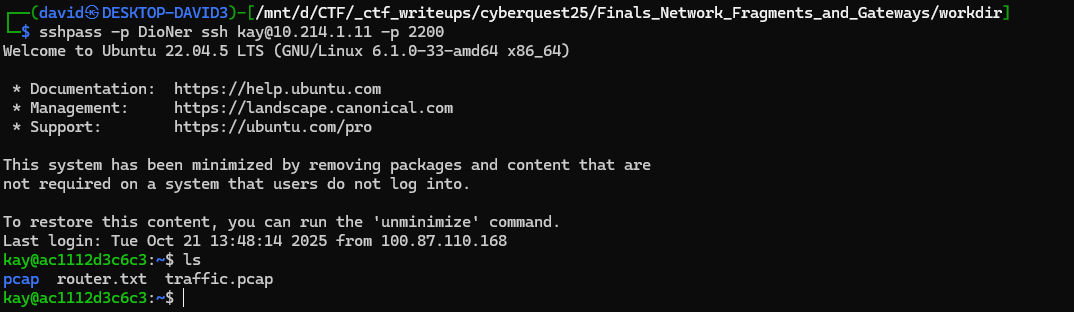 ┌──(david㉿DESKTOP-DAVID3)-[/mnt/d/CTF/_ctf_writeups/cyberquest25/Finals_Network_Fragments_and_Gateways/workdir]
└─$ sshpass -p DioNer ssh kay@10.214.1.11 -p 2200
Welcome to Ubuntu 22.04.5 LTS (GNU/Linux 6.1.0-33-amd64 x86_64)

 * Documentation:  https://help.ubuntu.com
 * Management:     https://landscape.canonical.com
 * Support:        https://ubuntu.com/pro

This system has been minimized by removing packages and content that are
not required on a system that users do not log into.

To restore this content, you can run the 'unminimize' command.
Last login: Tue Oct 21 13:48:14 2025 from 100.87.110.168
kay@ac1112d3c6c3:~$ ls
pcap  router.txt  traffic.pcap
kay@ac1112d3c6c3:~$